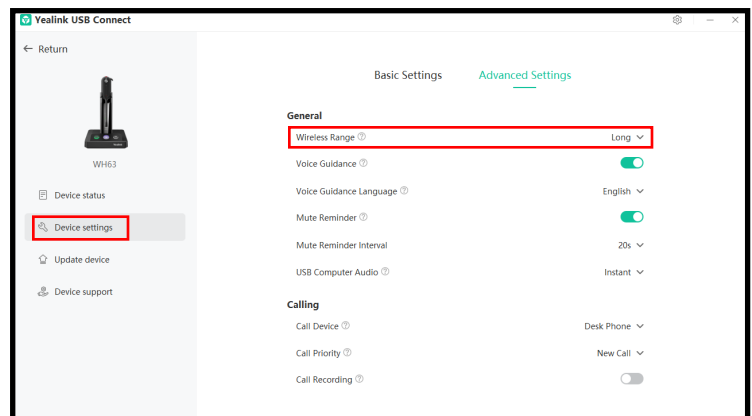 Yealink USB Connect
← Return
WH63
Device status
Device settings
Update device
Device support
Basic Settings Advanced Settings
General
Wireless Range Long
Voice Guidance
Voice Guidance Language English
Mute Reminder
Mute Reminder Interval 20s
USB Computer Audio Instant
Calling
Call Device Desk Phone
Call Priority New Call
Call Recording